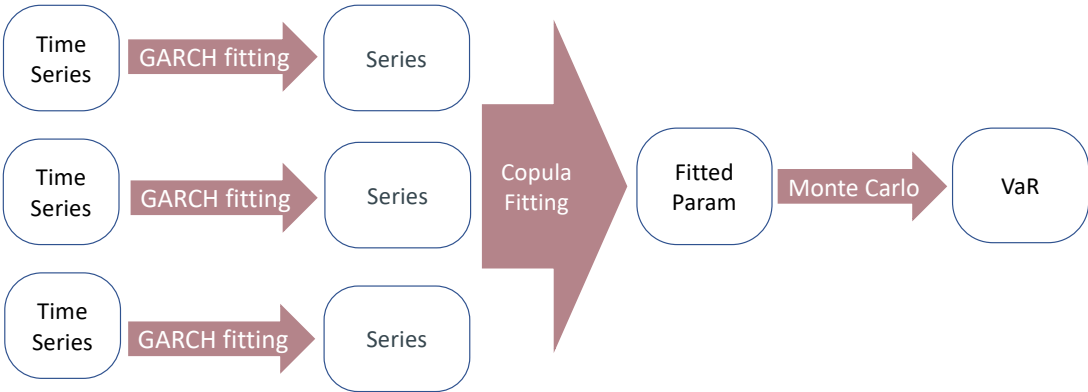 Time
Series
GARCH fitting
Series
Time
Series
GARCH fitting
Series
Time
Series
GARCH fitting
Series
Copula
Fitting
Fitted
Param
Monte Carlo
VaR